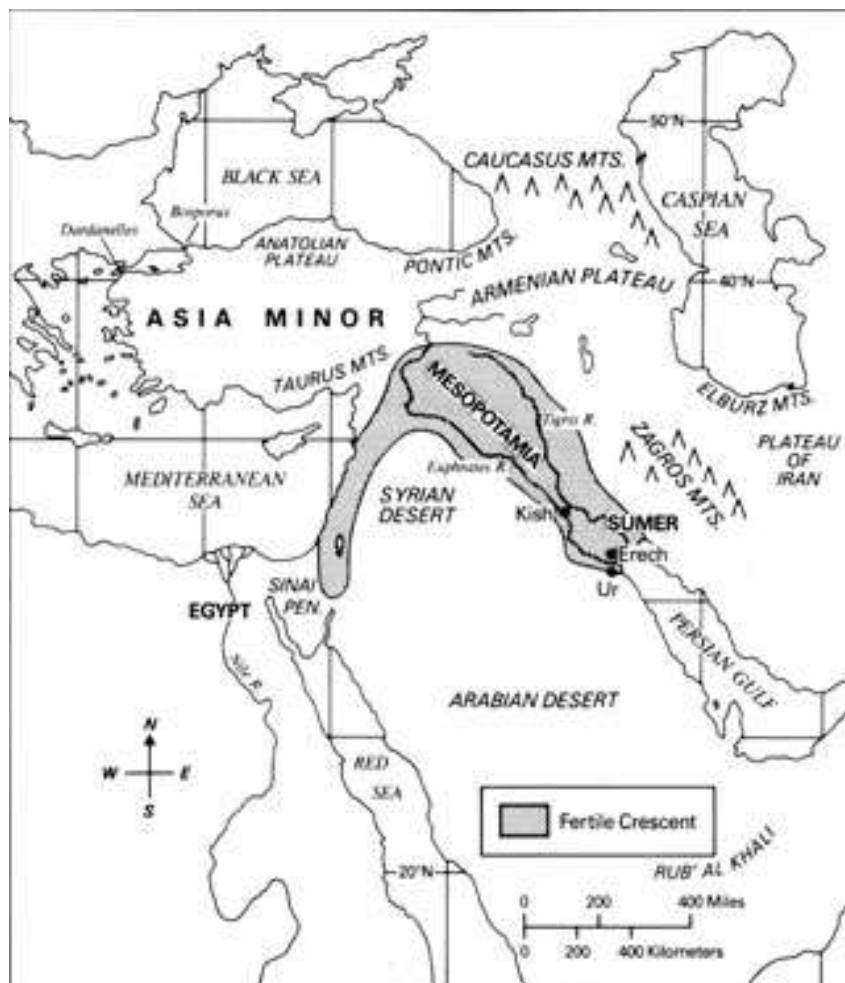 50°N
CAUCASUS MTS.
BLACK SEA
CASPIAN
SEA
Bosporus
Dardanelles
ANATOLIAN
PLATEAU
PONTIC MTS.
40°N
ARMENIAN PLATEAU
ASIA MINOR
TAURUS MTS.
MESOPOTAMIA
Tigris R.
ELBURZ MTS.
ZAGROS MTS.
PLATEAU
OF
IRAN
MEDITERRANEAN
SEA
Euphrates R.
SYRIAN
DESERT
Kish
SUMER
Erech
Ur
SINAI
PEN.
EGYPT
Nile R.
PERSIAN GULF
ARABIAN DESERT
N
W E
S
RED
SEA
Fertile Crescent
20°N
RUB' AL KHALI
0 200 400 Miles
0 200 400 Kilometers